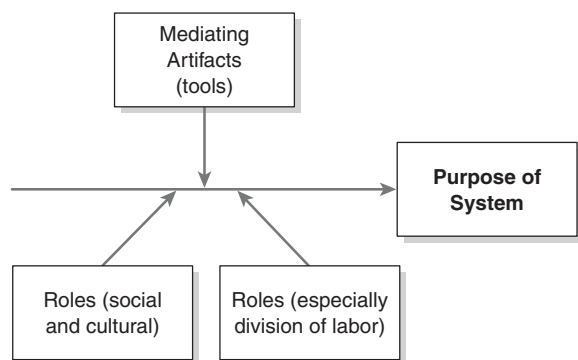 Mediating
Artifacts
(tools)
Purpose of
System
Roles (social
and cultural)
Roles (especially
division of labor)